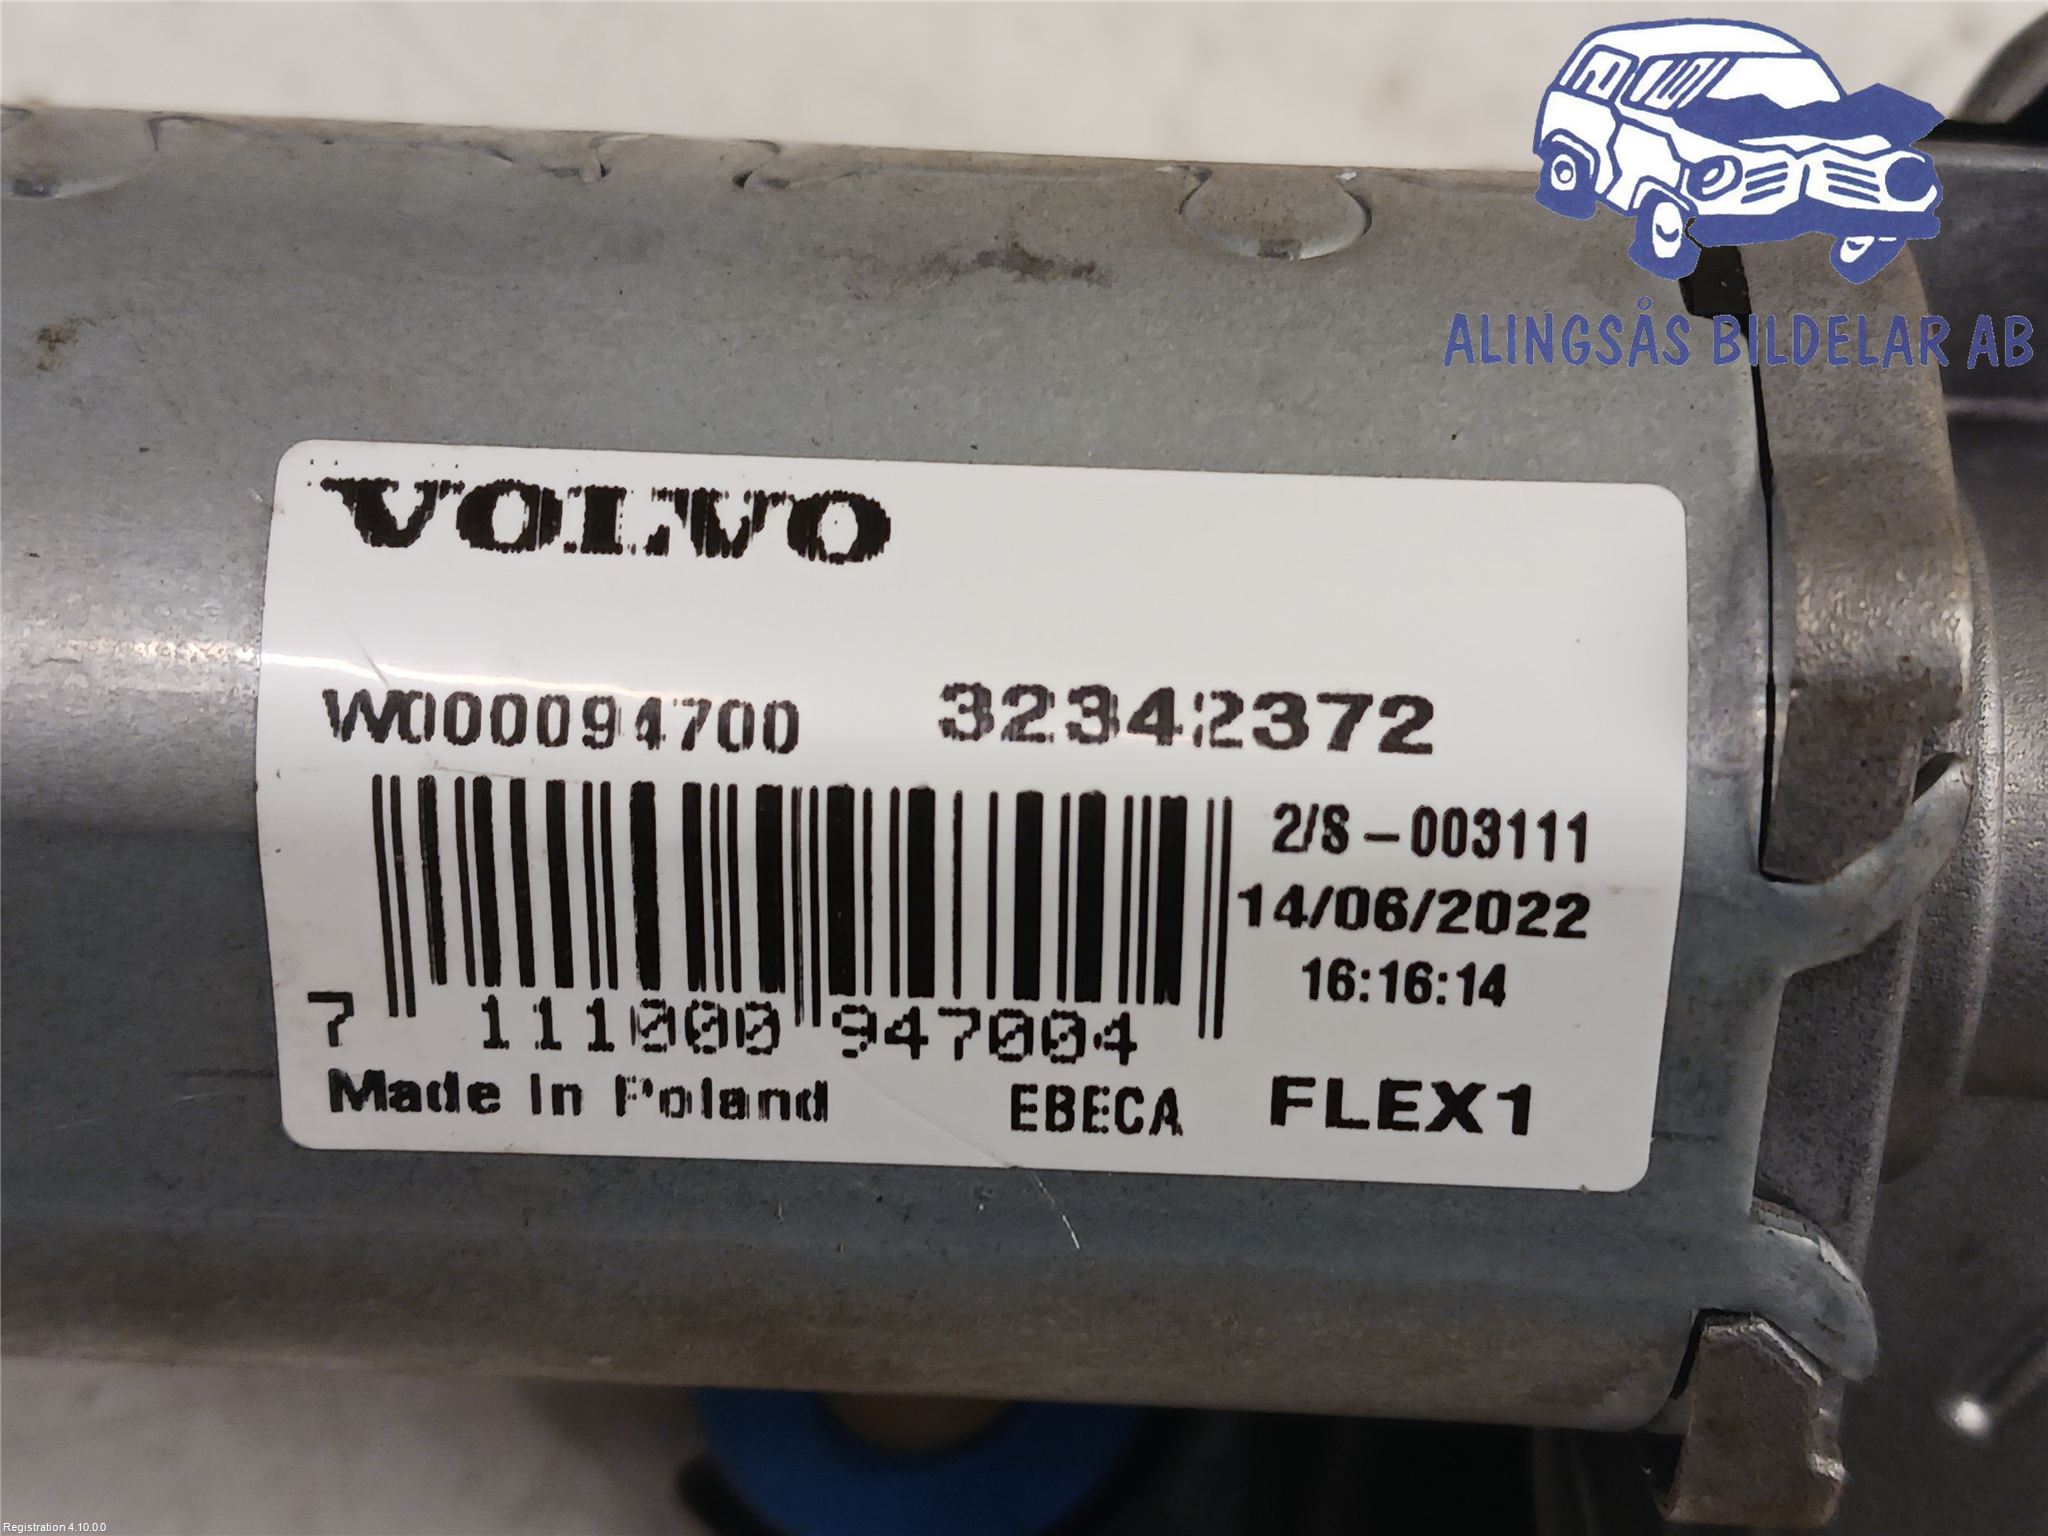 ALINGSÅS BILDELAR AB
VOLVO
W000094700 32342372
2/8-003111
14/06/2022
16:16:14
7 111000 947004
Made In Poland EBECA FLEX1
Registration 4.10.0.0